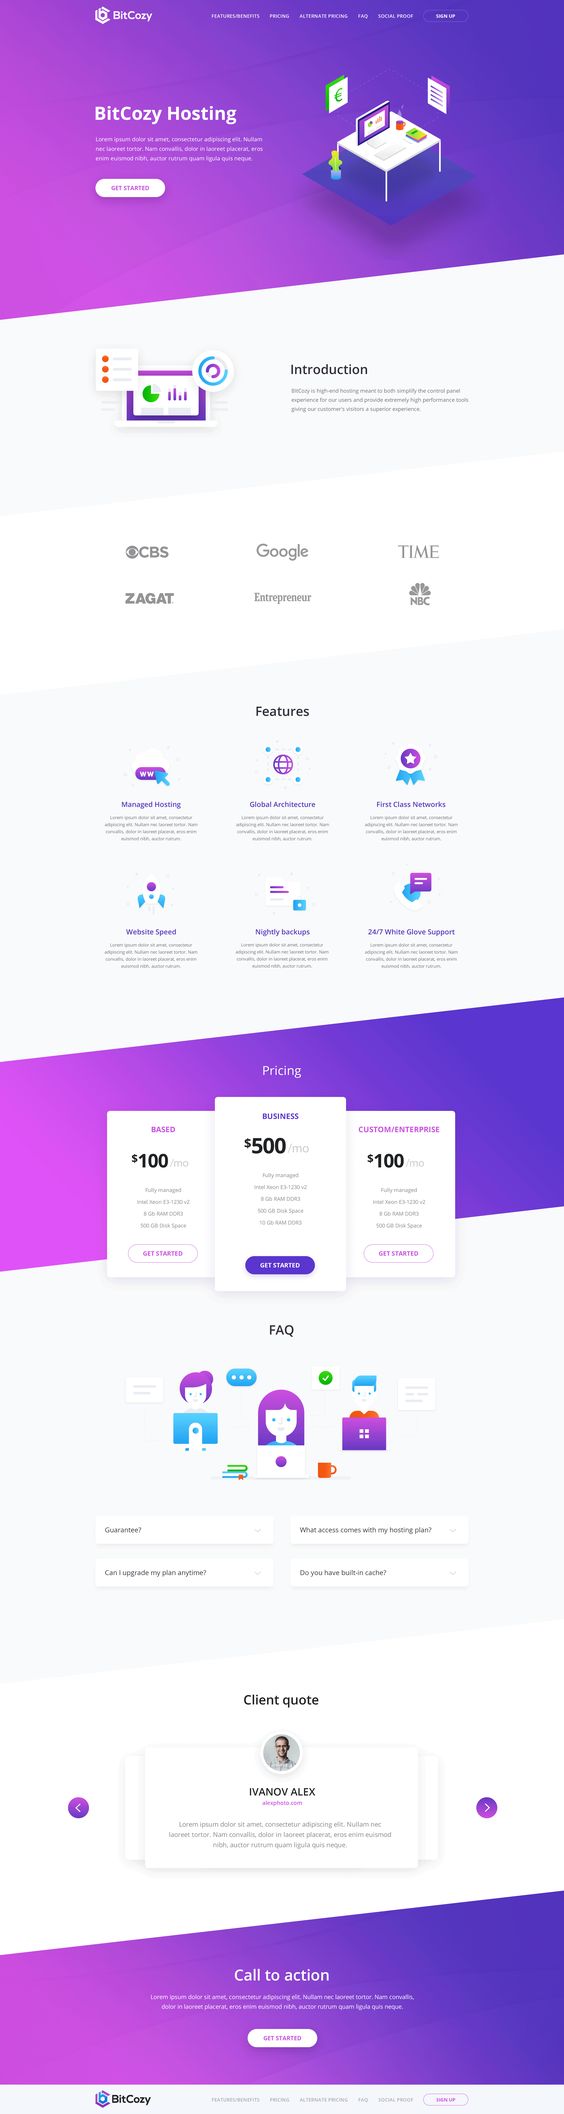 BitCozy
FEATURES/BENEFITS PRICING ALTERNATE PRICING FAQ SOCIAL PROOF SIGN UP
BitCozy Hosting
Lorem ipsum dolor sit amet, consectetur adipiscing elit. Nullam
nec laoreet tortor. Nam convallis, dolor in laoreet placerat, eros
enim euismod nibh, auctor rutrum quam ligula quis neque.
GET STARTED
€
Introduction
BitCozy is high-end hosting meant to both simplify the control panel
experience for our users and provide extremely high performance tools
giving our customer's visitors a superior experience.
CBS
Google
TIME
ZAGAT
Entrepreneur
NBC
Features
WW
Managed Hosting
Lorem ipsum dolor sit amet, consectetur
adipiscing elit. Nullam nec laoreet tortor. Nam
convallis, dolor in laoreet placerat, eros enim
euismod nibh, auctor rutrum.
Global Architecture
Lorem ipsum dolor sit amet, consectetur
adipiscing elit. Nullam nec laoreet tortor. Nam
convallis, dolor in laoreet placerat, eros enim
euismod nibh, auctor rutrum.
First Class Networks
Lorem ipsum dolor sit amet, consectetur
adipiscing elit. Nullam nec laoreet tortor. Nam
convallis, dolor in laoreet placerat, eros enim
euismod nibh, auctor rutrum.
Website Speed
Lorem ipsum dolor sit amet, consectetur
adipiscing elit. Nullam nec laoreet tortor. Nam
convallis, dolor in laoreet placerat, eros enim
euismod nibh, auctor rutrum.
Nightly backups
Lorem ipsum dolor sit amet, consectetur
adipiscing elit. Nullam nec laoreet tortor. Nam
convallis, dolor in laoreet placerat, eros enim
euismod nibh, auctor rutrum.
24/7 White Glove Support
Lorem ipsum dolor sit amet, consectetur
adipiscing elit. Nullam nec laoreet tortor. Nam
convallis, dolor in laoreet placerat, eros enim
euismod nibh, auctor rutrum.
Pricing
BASED
$100/mo
Fully managed
Intel Xeon E3-1230 v2
8 Gb RAM DDR3
500 GB Disk Space
GET STARTED
BUSINESS
$500/mo
Fully managed
Intel Xeon E3-1230 v2
8 Gb RAM DDR3
500 GB Disk Space
10 Gb RAM DDR3
GET STARTED
CUSTOM/ENTERPRISE
$100/mo
Fully managed
Intel Xeon E3-1230 v2
8 Gb RAM DDR3
500 GB Disk Space
GET STARTED
FAQ
Guarantee?
What access comes with my hosting plan?
Can I upgrade my plan anytime?
Do you have built-in cache?
Client quote
IVANOV ALEX
alexphoto.com
Lorem ipsum dolor sit amet, consectetur adipiscing elit. Nullam nec
laoreet tortor. Nam convallis, dolor in laoreet placerat, eros enim euismod
nibh, auctor rutrum quam ligula quis neque.
Call to action
Lorem ipsum dolor sit amet, consectetur adipiscing elit. Nullam nec laoreet tortor. Nam convallis,
dolor in laoreet placerat, eros enim euismod nibh, auctor rutrum quam ligula quis neque.
GET STARTED
BitCozy
FEATURES/BENEFITS PRICING ALTERNATE PRICING FAQ SOCIAL PROOF SIGN UP